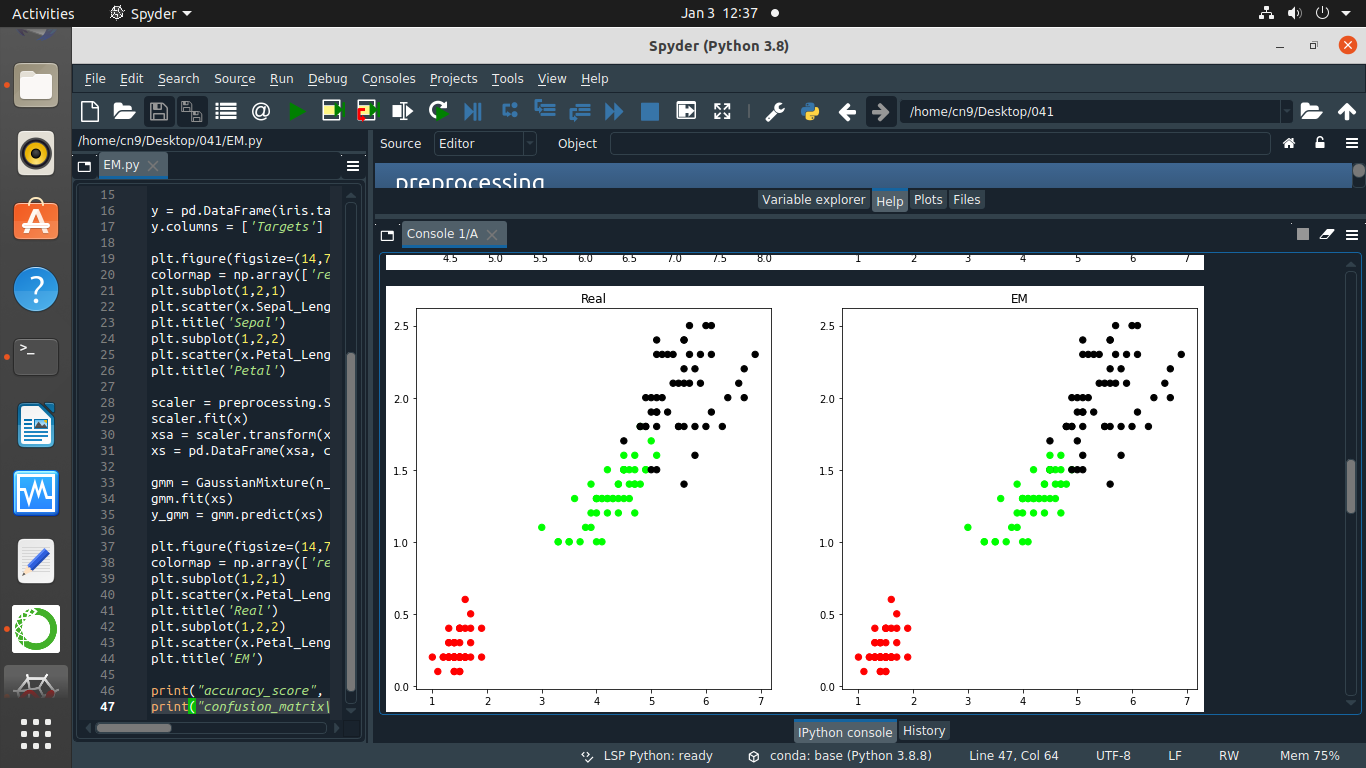 Activities Spyder Jan 3 12:37
Spyder (Python 3.8)
File Edit Search Source Run Debug Consoles Projects Tools View Help
/home/cn9/Desktop/041
/home/cn9/Desktop/041/EM.py
EM.py
15
16 y = pd.DataFrame(iris.ta
17 y.columns = ['Targets']
18
19 plt.figure(figsize=(14,7
20 colormap = np.array(['re
21 plt.subplot(1,2,1)
22 plt.scatter(x.Sepal_Leng
23 plt.title('Sepal')
24 plt.subplot(1,2,2)
25 plt.scatter(x.Petal_Leng
26 plt.title('Petal')
27
28 scaler = preprocessing.S
29 scaler.fit(x)
30 xsa = scaler.transform(x
31 xs = pd.DataFrame(xsa, c
32
33 gmm = GaussianMixture(n_
34 gmm.fit(xs)
35 y_gmm = gmm.predict(xs)
36
37 plt.figure(figsize=(14,7
38 colormap = np.array(['re
39 plt.subplot(1,2,1)
40 plt.scatter(x.Petal_Leng
41 plt.title('Real')
42 plt.subplot(1,2,2)
43 plt.scatter(x.Petal_Leng
44 plt.title('EM')
45
46 print("accuracy_score",
47 print("confusion_matrix\
Source Editor Object
preprocessing
Variable explorer Help Plots Files
Console 1/A
4.5 5.0 5.5 6.0 6.5 7.0 7.5 8.0 1 2 3 4 5 6 7
Real
2.5
2.0
1.5
1.0
0.5
0.0
1 2 3 4 5 6 7
EM
2.5
2.0
1.5
1.0
0.5
0.0
1 2 3 4 5 6 7
IPython console History
LSP Python: ready conda: base (Python 3.8.8) Line 47, Col 64 UTF-8 LF RW Mem 75%